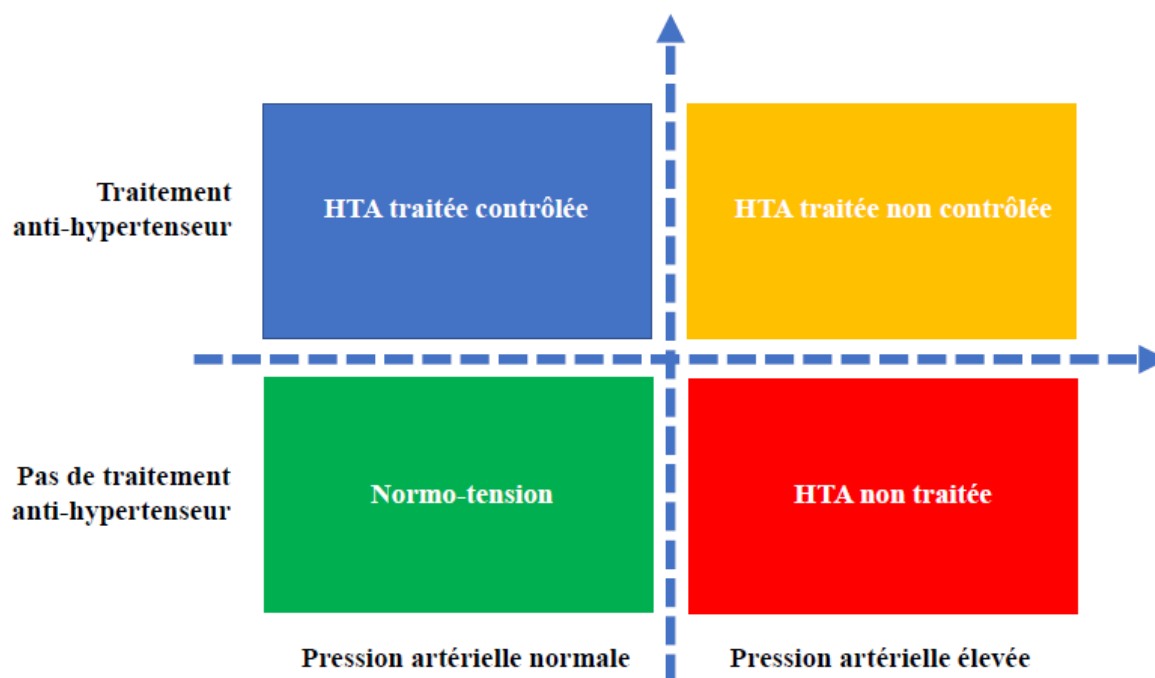 Traitement
anti-hypertenseur
HTA traitée contrôlée
HTA traitée non contrôlée
Pas de traitement
anti-hypertenseur
Normo-tension
HTA non traitée
Pression artérielle normale
Pression artérielle élevée